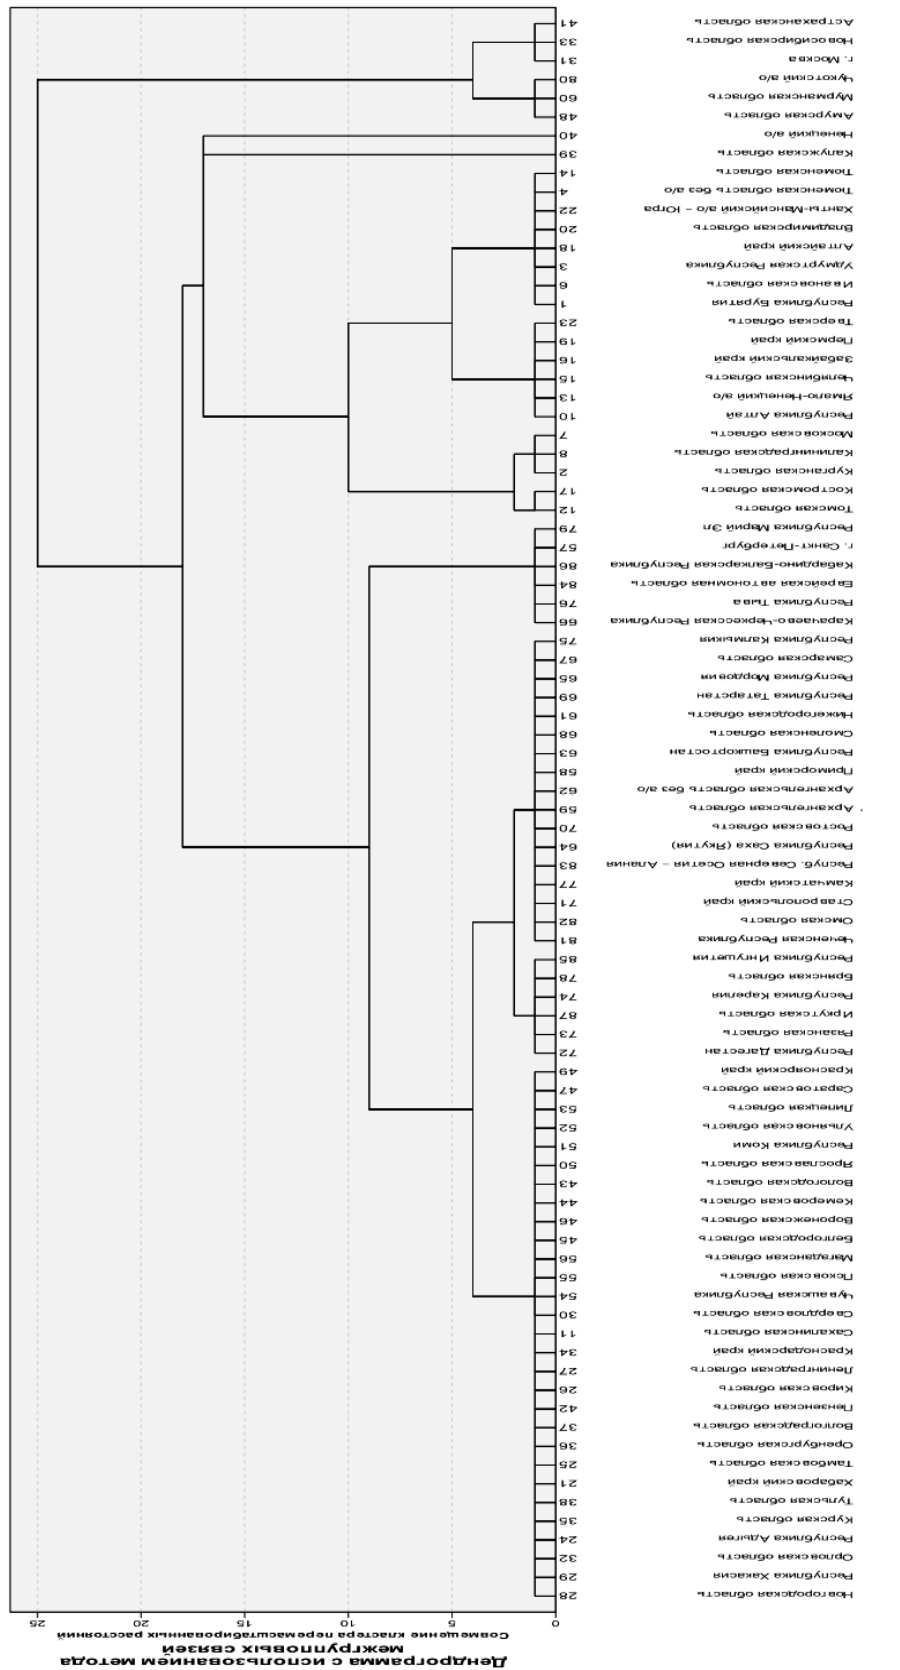 Дендрограмма с использованием метода
межгрупповых связей
Совмещение кластера перемасштабированных расстояний
0 5 10 15 20 25
Новгородская область 28
Республика Хакасия 29
Орловская область 32
Республика Адыгея 24
Курская область 35
Тульская область 38
Хабаровский край 21
Тамбовская область 25
Оренбургская область 36
Волгоградская область 37
Пензенская область 42
Кировская область 26
Ленинградская область 27
Краснодарский край 34
Сахалинская область 11
Свердловская область 30
Чувашская Республика 54
Псковская область 55
Магаданская область 56
Белгородская область 45
Воронежская область 46
Кемеровская область 44
Вологодская область 43
Ярославская область 50
Республика Коми 51
Ульяновская область 52
Липецкая область 53
Саратовская область 47
Красноярский край 49
Республика Дагестан 72
Рязанская область 73
Иркутская область 87
Республика Карелия 74
Брянская область 78
Республика Ингушетия 85
Чеченская Республика 81
Омская область 82
Ставропольский край 71
Камчатский край 77
Респуб. Северная Осетия – Алания 83
Республика Саха (Якутия) 64
Ростовская область 70
Архангельская область 59
Архангельская область без а/о 62
Приморский край 58
Республика Башкортостан 63
Смоленская область 68
Нижегородская область 61
Республика Татарстан 69
Республика Мордовия 65
Самарская область 67
Республика Калмыкия 75
Карачаево-Черкесская Республика 66
Республика Тыва 76
Еврейская автономная область 84
Кабардино-Балкарская Республика 86
г. Санкт-Петербург 57
Республика Марий Эл 79
Томская область 12
Костромская область 17
Курганская область 2
Калининградская область 8
Московская область 7
Республика Алтай 10
Ямало-Ненецкий а/о 13
Челябинская область 15
Забайкальский край 16
Пермский край 19
Тверская область 23
Республика Бурятия 1
Ивановская область 6
Удмуртская Республика 3
Алтайский край 18
Владимирская область 20
Ханты-Мансийский а/о – Югра 22
Тюменская область без а/о 4
Тюменская область 14
Калужская область 39
Ненецкий а/о 40
Амурская область 48
Мурманская область 60
Чукотский а/о 80
г. Москва 31
Новосибирская область 33
Астраханская область 41